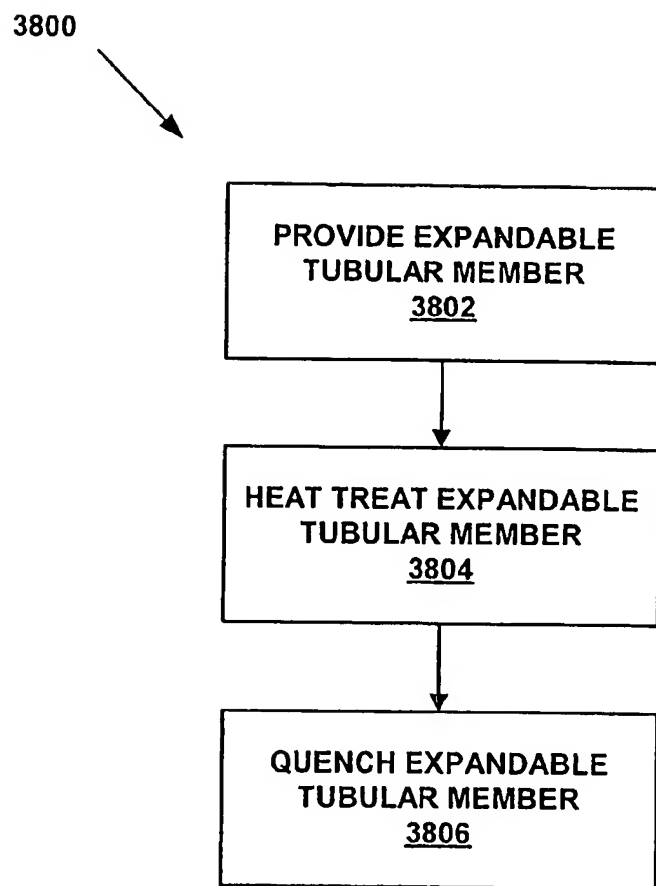 3800
PROVIDE EXPANDABLE
TUBULAR MEMBER
3802
HEAT TREAT EXPANDABLE
TUBULAR MEMBER
3804
QUENCH EXPANDABLE
TUBULAR MEMBER
3806